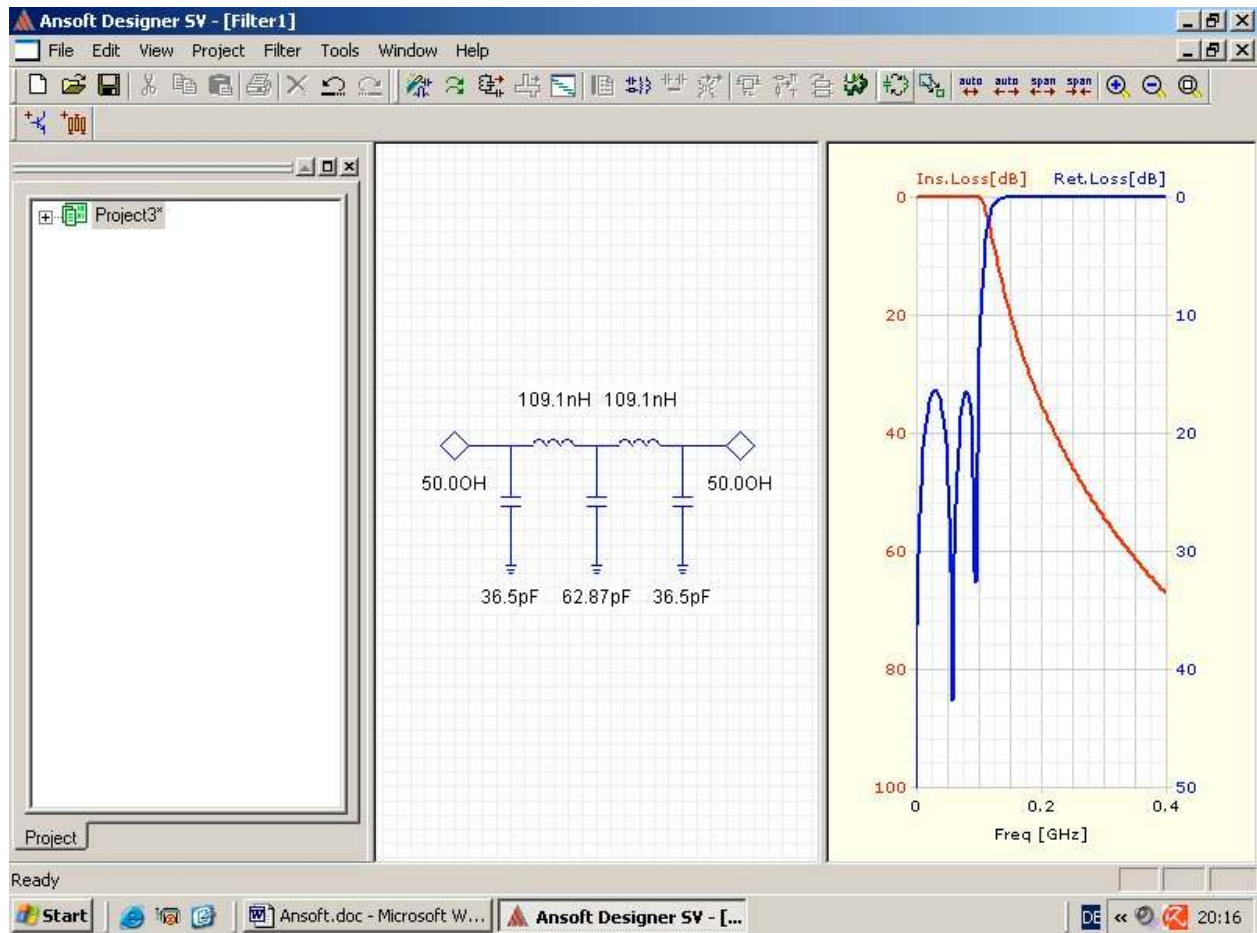 Ansoft Designer SV - [Filter1]
File Edit View Project Filter Tools Window Help
auto auto span span
Project3*
Project
109.1nH 109.1nH
50.0OH 50.0OH
36.5pF 62.87pF 36.5pF
Ins.Loss[dB] Ret.Loss[dB]
0 0
20 10
40 20
60 30
80 40
100 50
0 0.2 0.4
Freq [GHz]
Ready
Start Ansoft.doc - Microsoft W... Ansoft Designer SV - [... DE « 20:16